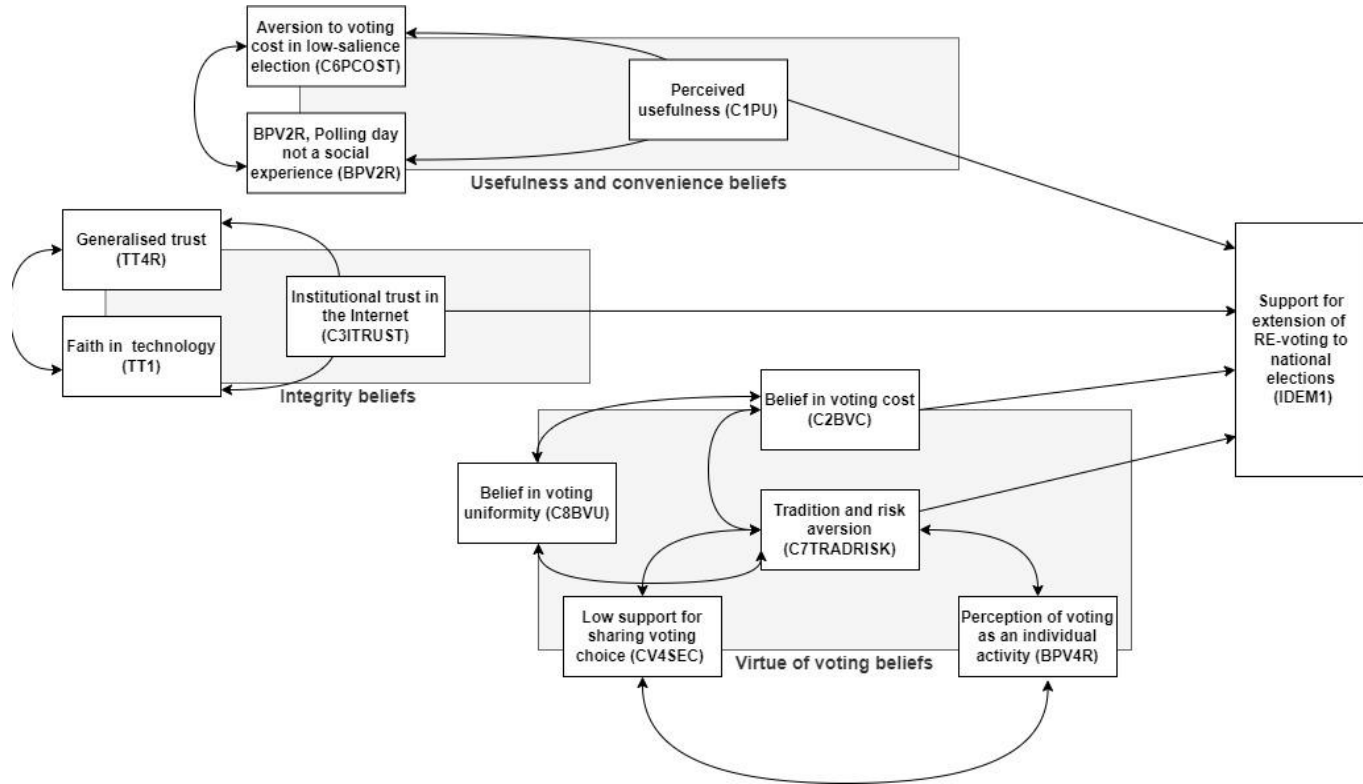 Aversion to voting
cost in low-salience
election (C6PCOST)
Perceived
usefulness (C1PU)
BPV2R, Polling day
not a social
experience (BPV2R)
Usefulness and convenience beliefs
Generalised trust
(TT4R)
Institutional trust in
the Internet
(C3ITRUST)
Faith in technology
(TT1)
Integrity beliefs
Support for
extension of
RE-voting to
national
elections
(IDEM1)
Belief in voting cost
(C2BVC)
Belief in voting
uniformity (C8BVU)
Tradition and risk
aversion
(C7TRADRISK)
Low support for
sharing voting
choice (CV4SEC)
Perception of voting
as an individual
activity (BPV4R)
Virtue of voting beliefs